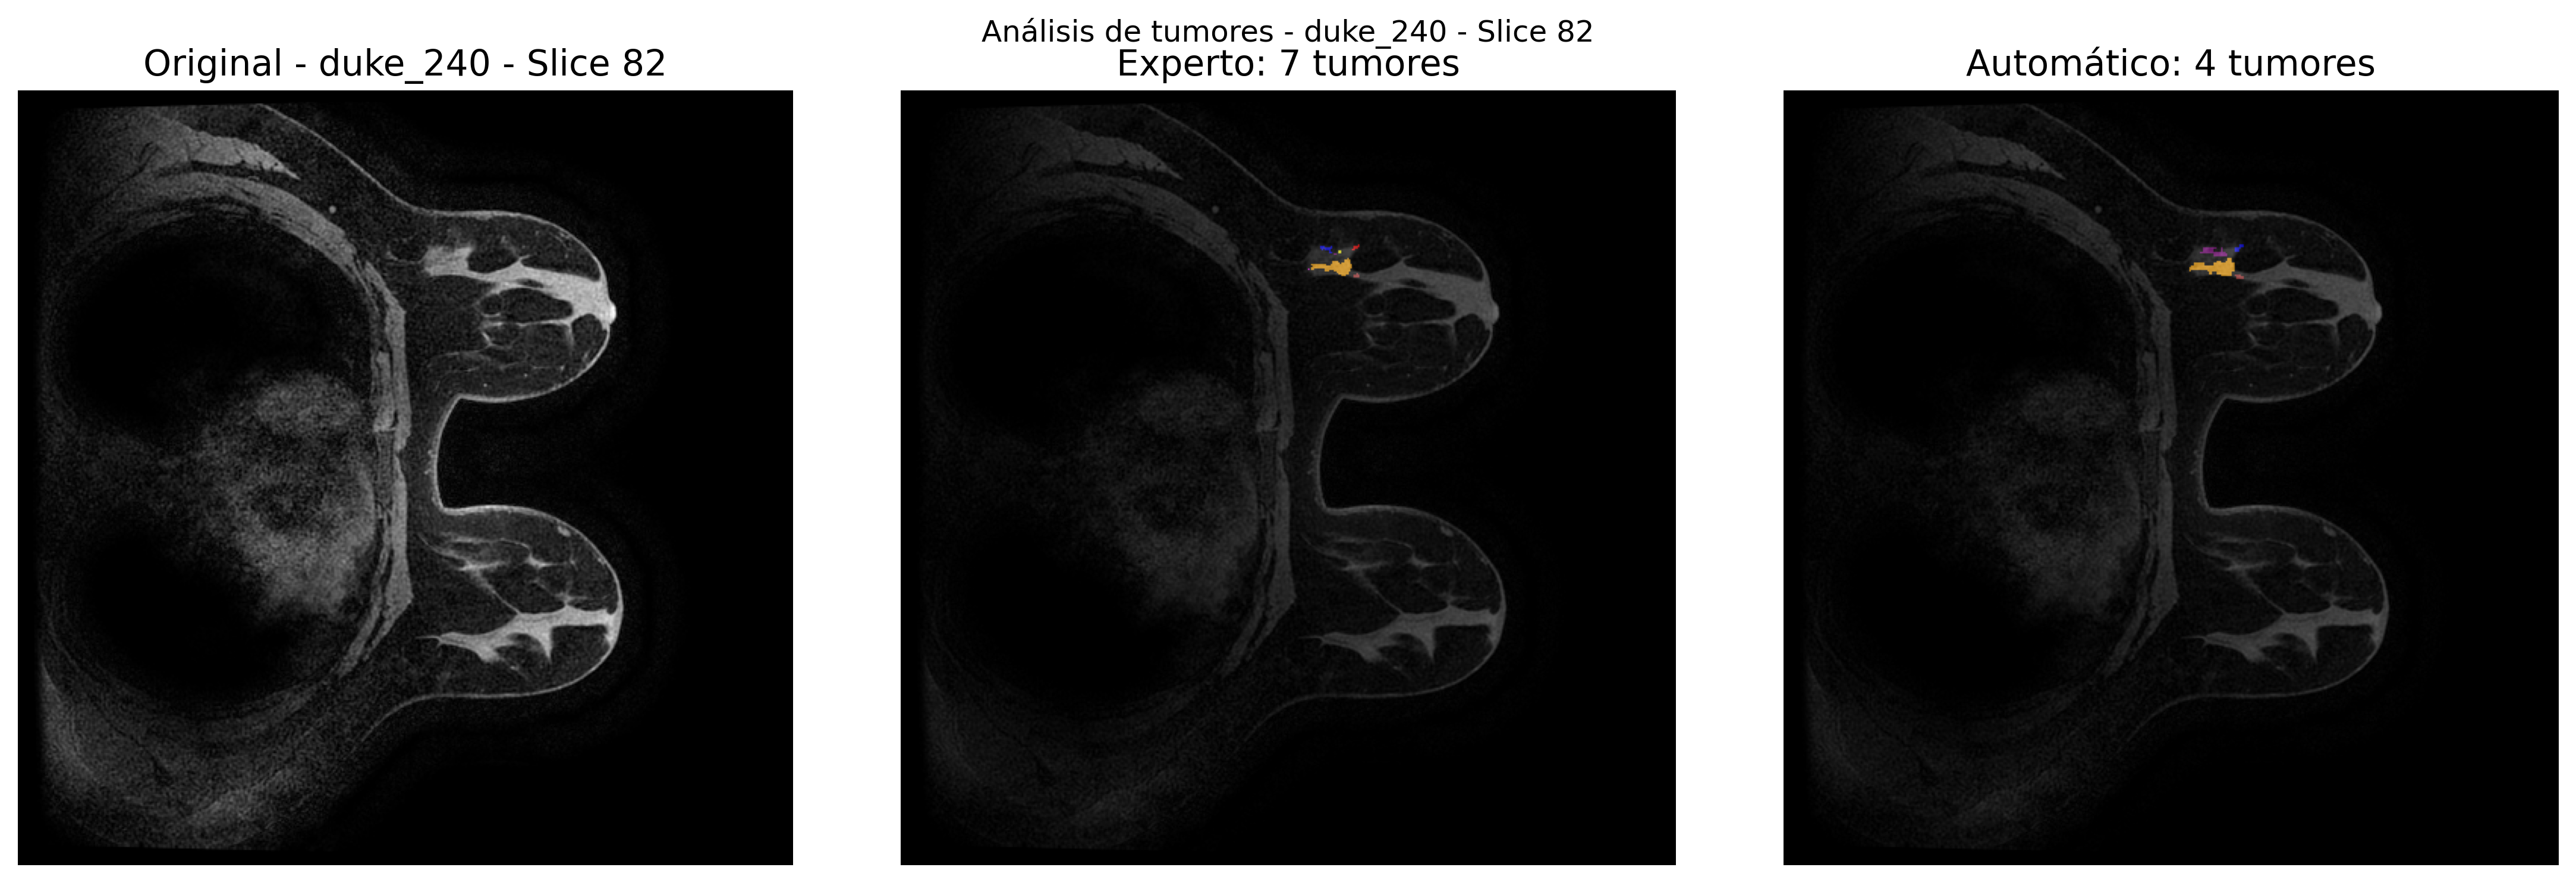 Análisis de tumores - duke_240 - Slice 82
Original - duke_240 - Slice 82
Experto: 7 tumores
Automático: 4 tumores